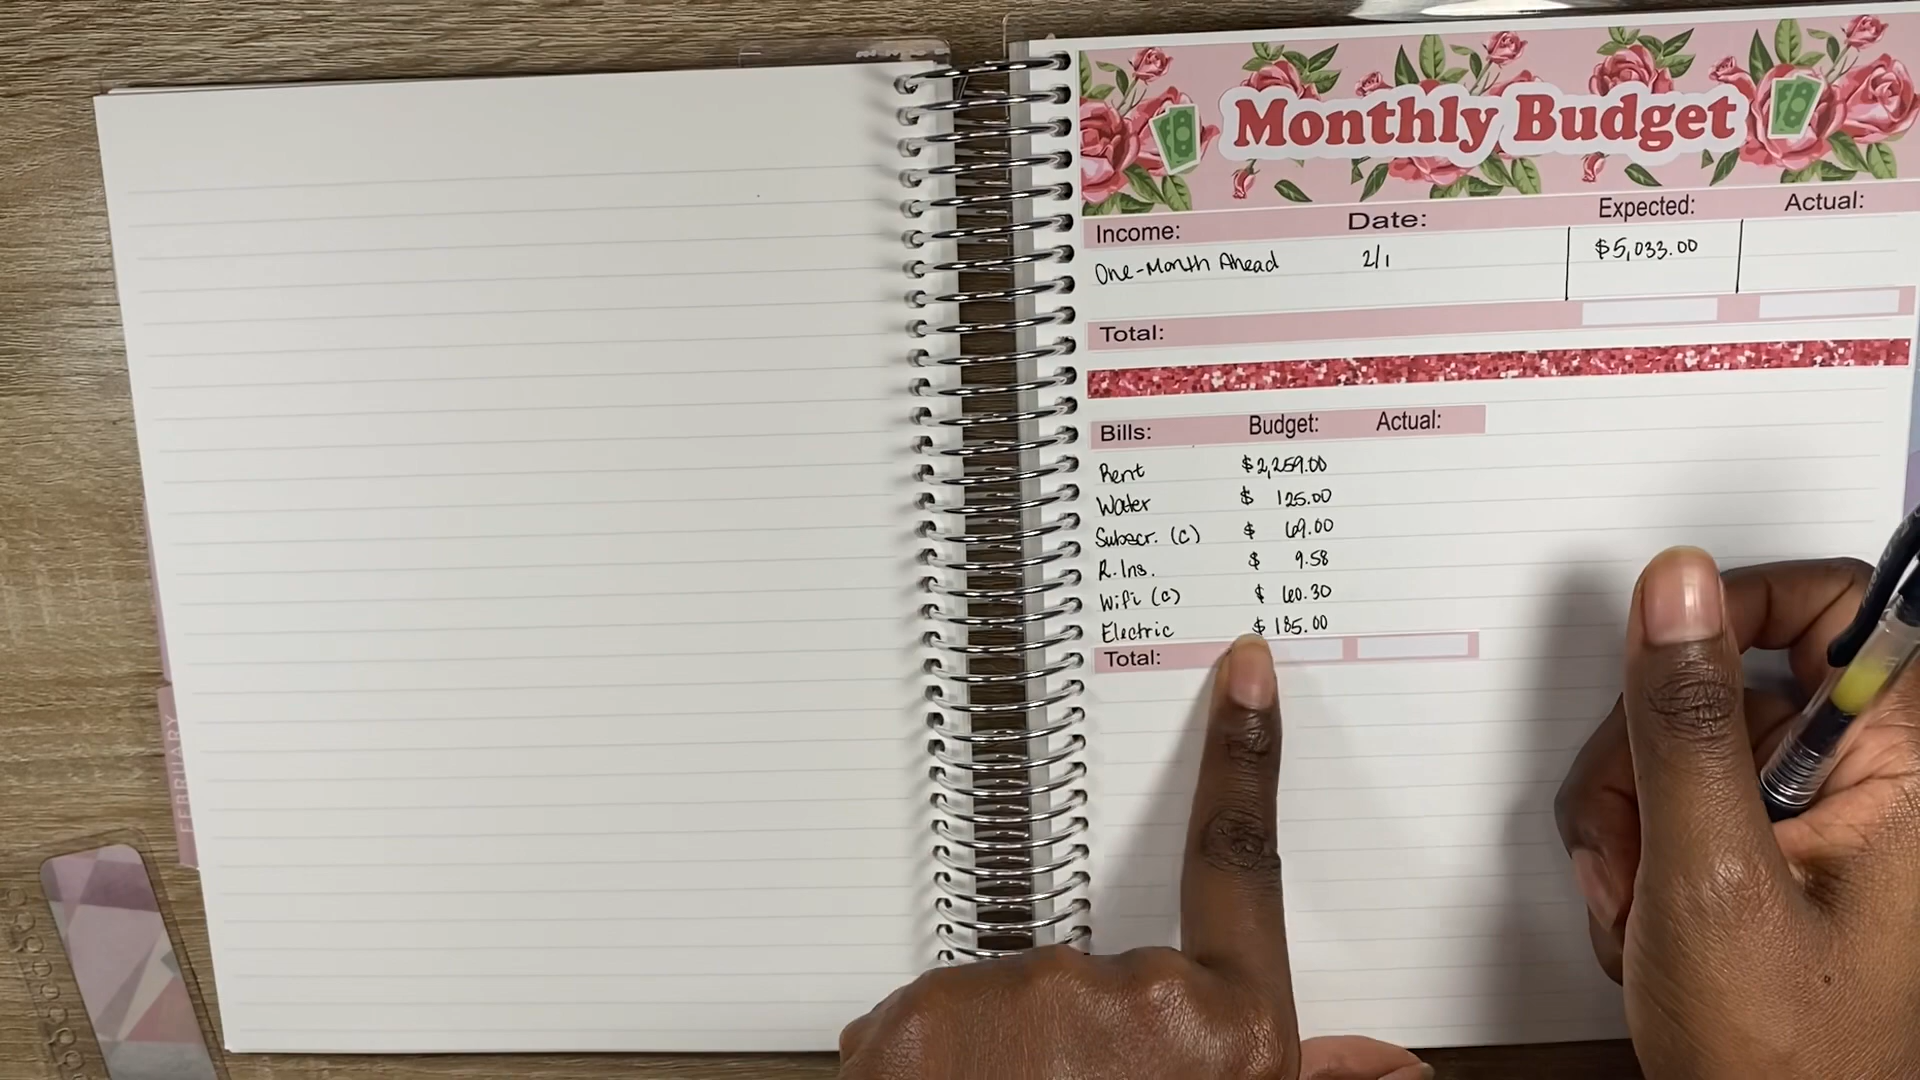 Monthly Budget
Income: Date: Expected: Actual:
One-Month Ahead 2/1 $5,033.00
Total:
Bills: Budget: Actual:
Rent $2,259.00
Water $ 125.00
Subscr. (c) $ 69.00
R. Ins. $ 9.58
Wifi (c) $ 60.30
Electric $ 185.00
Total:
FEBRUARY